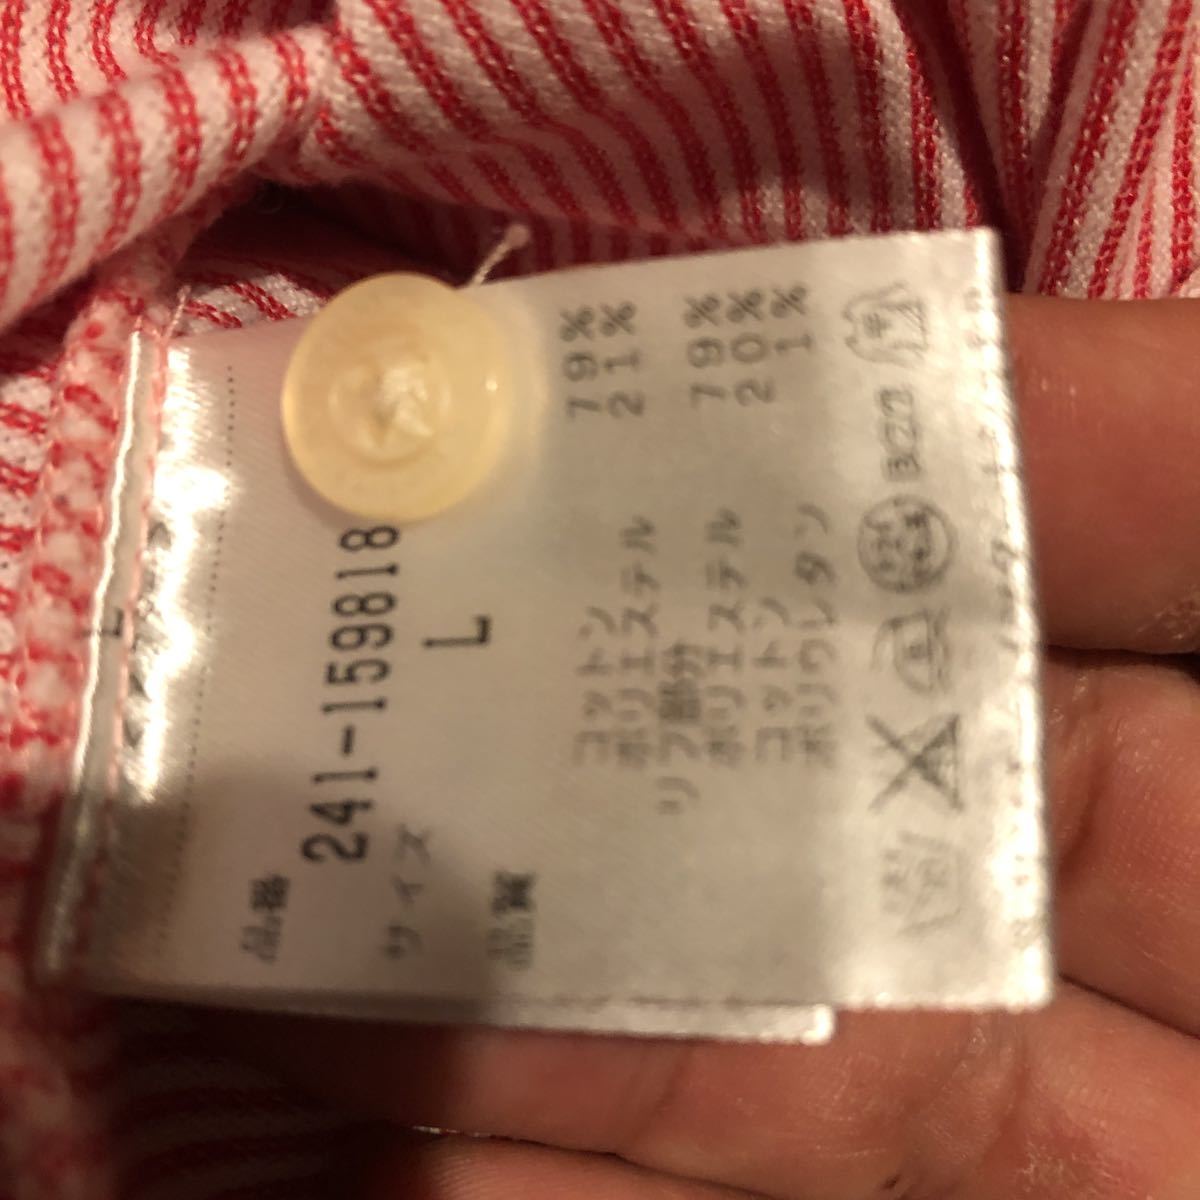 品番
241-159818
サイズ
L
品質
コットン 79%
ポリエステル 21%
リブ部分
ポリエステル 79%
コットン 20%
ポリウレタン 1%